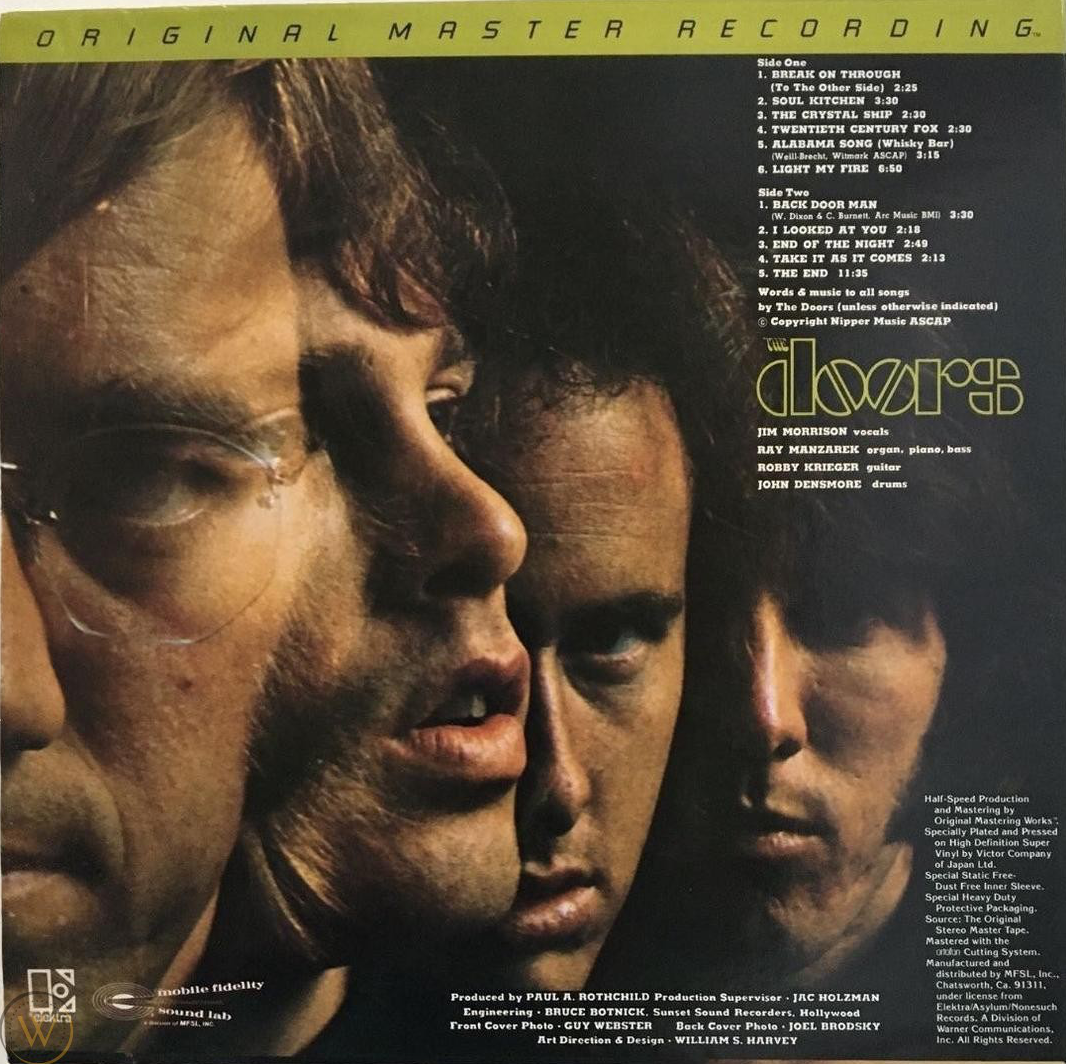 ORIGINAL MASTER RECORDING™
Side One
1. BREAK ON THROUGH
(To The Other Side) 2:25
2. SOUL KITCHEN 3:30
3. THE CRYSTAL SHIP 2:30
4. TWENTIETH CENTURY FOX 2:30
5. ALABAMA SONG (Whisky Bar)
(Weill-Brecht, Witmark ASCAP) 3:15
6. LIGHT MY FIRE 6:50
Side Two
1. BACK DOOR MAN
(W. Dixon & C. Burnett, Arc Music BMI) 3:30
2. I LOOKED AT YOU 2:18
3. END OF THE NIGHT 2:49
4. TAKE IT AS IT COMES 2:13
5. THE END 11:35
Words & music to all songs
by The Doors (unless otherwise indicated)
© Copyright Nipper Music ASCAP
THE
doors
JIM MORRISON vocals
RAY MANZAREK organ, piano, bass
ROBBY KRIEGER guitar
JOHN DENSMORE drums
Half-Speed Production
and Mastering by
Original Mastering Works™.
Specially Plated and Pressed
on High Definition Super
Vinyl by Victor Company
of Japan Ltd.
Special Static Free-
Dust Free Inner Sleeve.
Special Heavy Duty
Protective Packaging.
Source: The Original
Stereo Master Tape.
Mastered with the
ortofon Cutting System.
Manufactured and
distributed by MFSL, Inc.,
Chatsworth, Ca. 91311,
under license from
Elektra/Asylum/Nonesuch
Records. A Division of
Warner Communications,
Inc. All Rights Reserved.
elektra
mobile fidelity
sound lab
a division of MFSL, INC.
Produced by PAUL A. ROTHCHILD Production Supervisor · JAC HOLZMAN
Engineering · BRUCE BOTNICK, Sunset Sound Recorders, Hollywood
Front Cover Photo · GUY WEBSTER Back Cover Photo · JOEL BRODSKY
Art Direction & Design · WILLIAM S. HARVEY
W